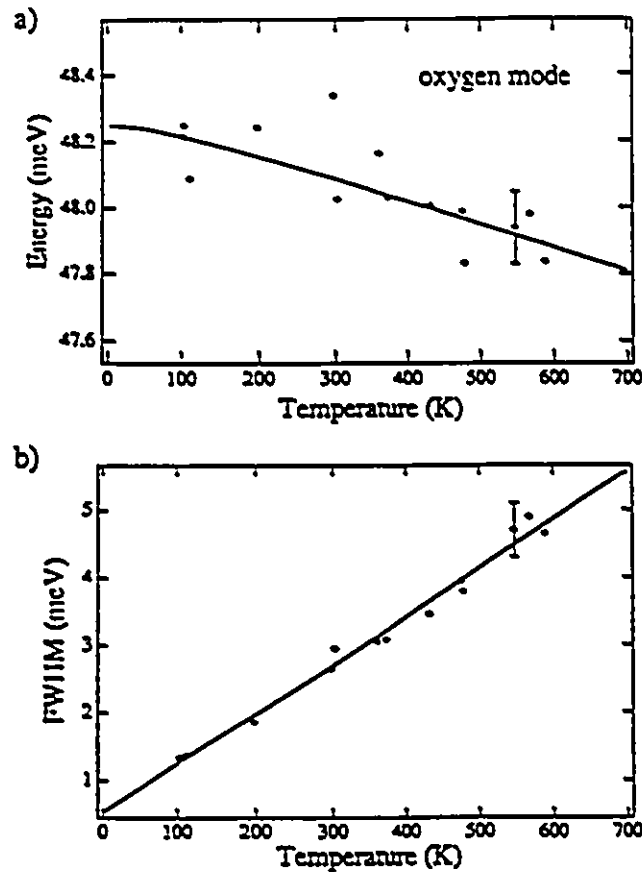 a)
48.4
oxygen mode
48.2
Energy (meV)
48.0
47.8
47.6
0 100 200 300 400 500 600 700
Temperature (K)
b)
5
4
FWHM (meV)
3
2
1
0 100 200 300 400 500 600 700
Temperature (K)